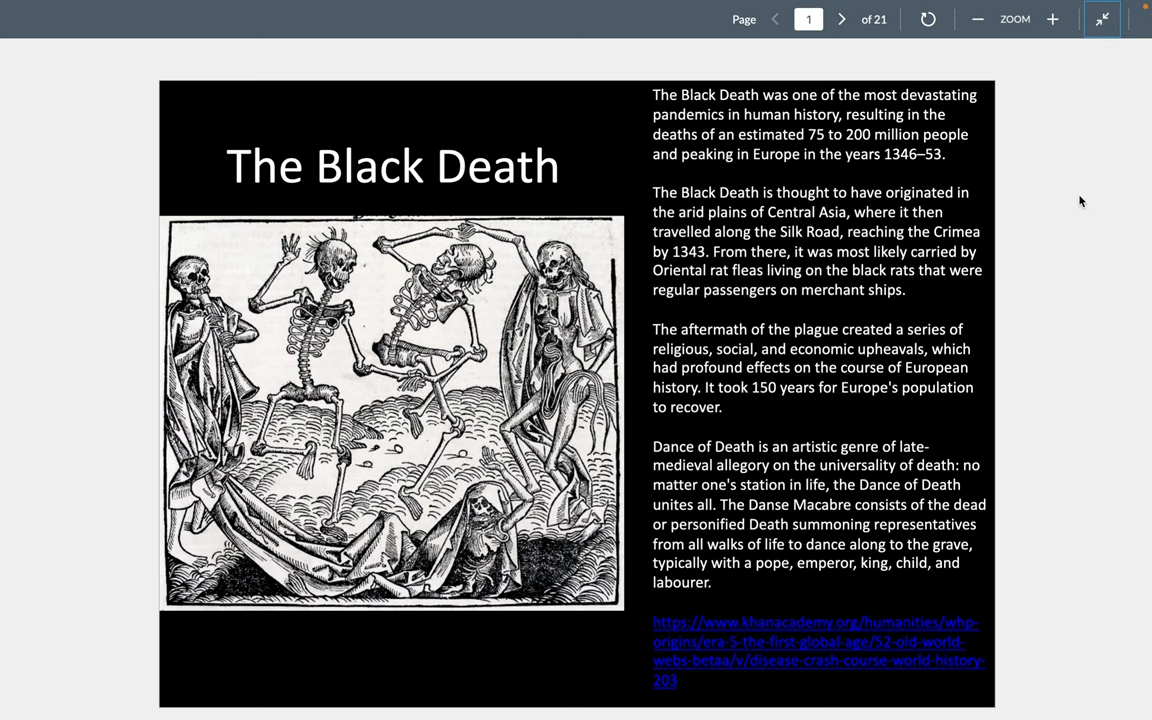 Page 1 of 21 ZOOM
The Black Death
The Black Death was one of the most devastating
pandemics in human history, resulting in the
deaths of an estimated 75 to 200 million people
and peaking in Europe in the years 1346–53.
The Black Death is thought to have originated in
the arid plains of Central Asia, where it then
travelled along the Silk Road, reaching the Crimea
by 1343. From there, it was most likely carried by
Oriental rat fleas living on the black rats that were
regular passengers on merchant ships.
The aftermath of the plague created a series of
religious, social, and economic upheavals, which
had profound effects on the course of European
history. It took 150 years for Europe's population
to recover.
Dance of Death is an artistic genre of late-
medieval allegory on the universality of death: no
matter one's station in life, the Dance of Death
unites all. The Danse Macabre consists of the dead
or personified Death summoning representatives
from all walks of life to dance along to the grave,
typically with a pope, emperor, king, child, and
labourer.
https://www.khanacademy.org/humanities/whp-
origins/era-5-the-first-global-age/52-old-world-
webs-betaa/v/disease-crash-course-world-history-
203